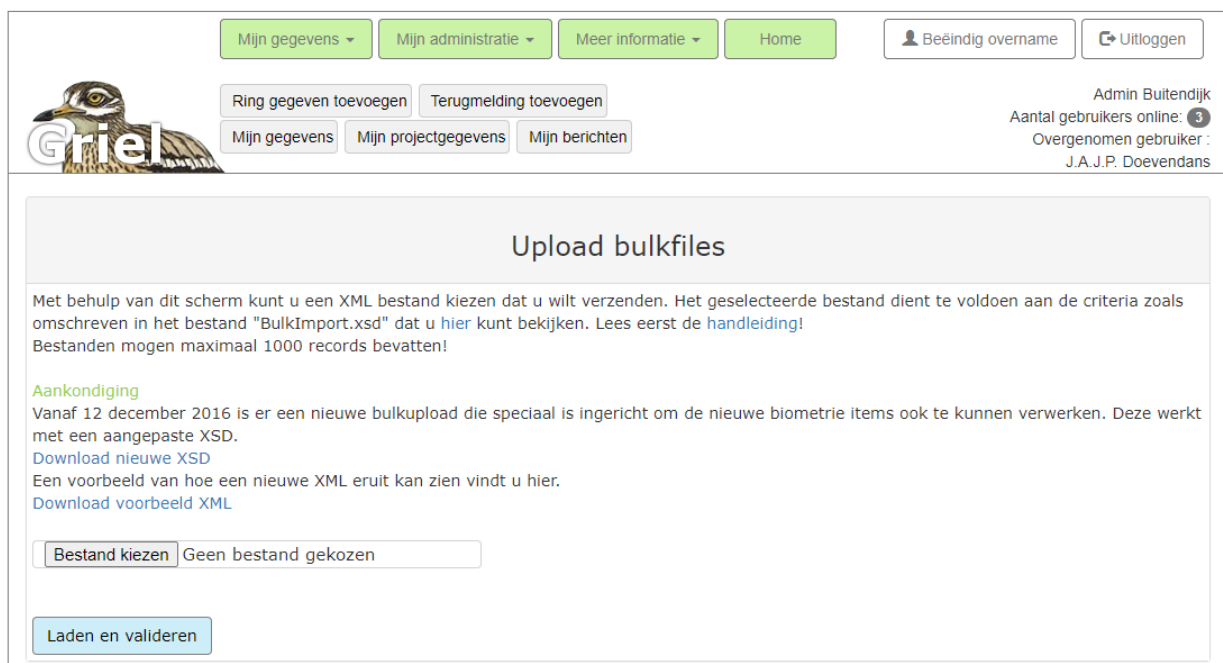 Mijn gegevens
Mijn administratie
Meer informatie
Home
Beëindig overname
Uitloggen
Griel
Ring gegeven toevoegen
Terugmelding toevoegen
Mijn gegevens
Mijn projectgegevens
Mijn berichten
Admin Buitendijk
Aantal gebruikers online: 3
Overgenomen gebruiker :
J.A.J.P. Doevendans
Upload bulkfiles
Met behulp van dit scherm kunt u een XML bestand kiezen dat u wilt verzenden. Het geselecteerde bestand dient te voldoen aan de criteria zoals
omschreven in het bestand "BulkImport.xsd" dat u hier kunt bekijken. Lees eerst de handleiding!
Bestanden mogen maximaal 1000 records bevatten!
Aankondiging
Vanaf 12 december 2016 is er een nieuwe bulkupload die speciaal is ingericht om de nieuwe biometrie items ook te kunnen verwerken. Deze werkt
met een aangepaste XSD.
Download nieuwe XSD
Een voorbeeld van hoe een nieuwe XML eruit kan zien vindt u hier.
Download voorbeeld XML
Bestand kiezen Geen bestand gekozen
Laden en valideren